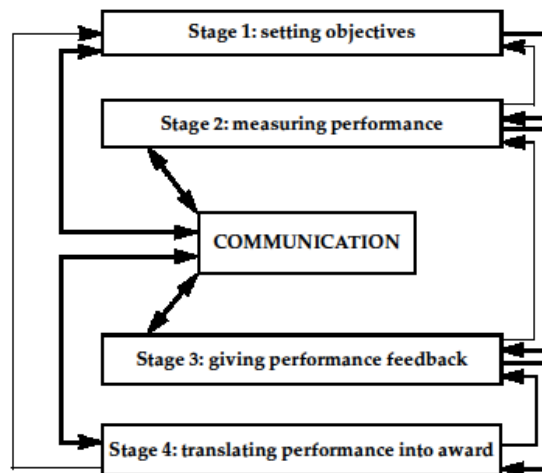 Stage 1: setting objectives
Stage 2: measuring performance
COMMUNICATION
Stage 3: giving performance feedback
Stage 4: translating performance into award